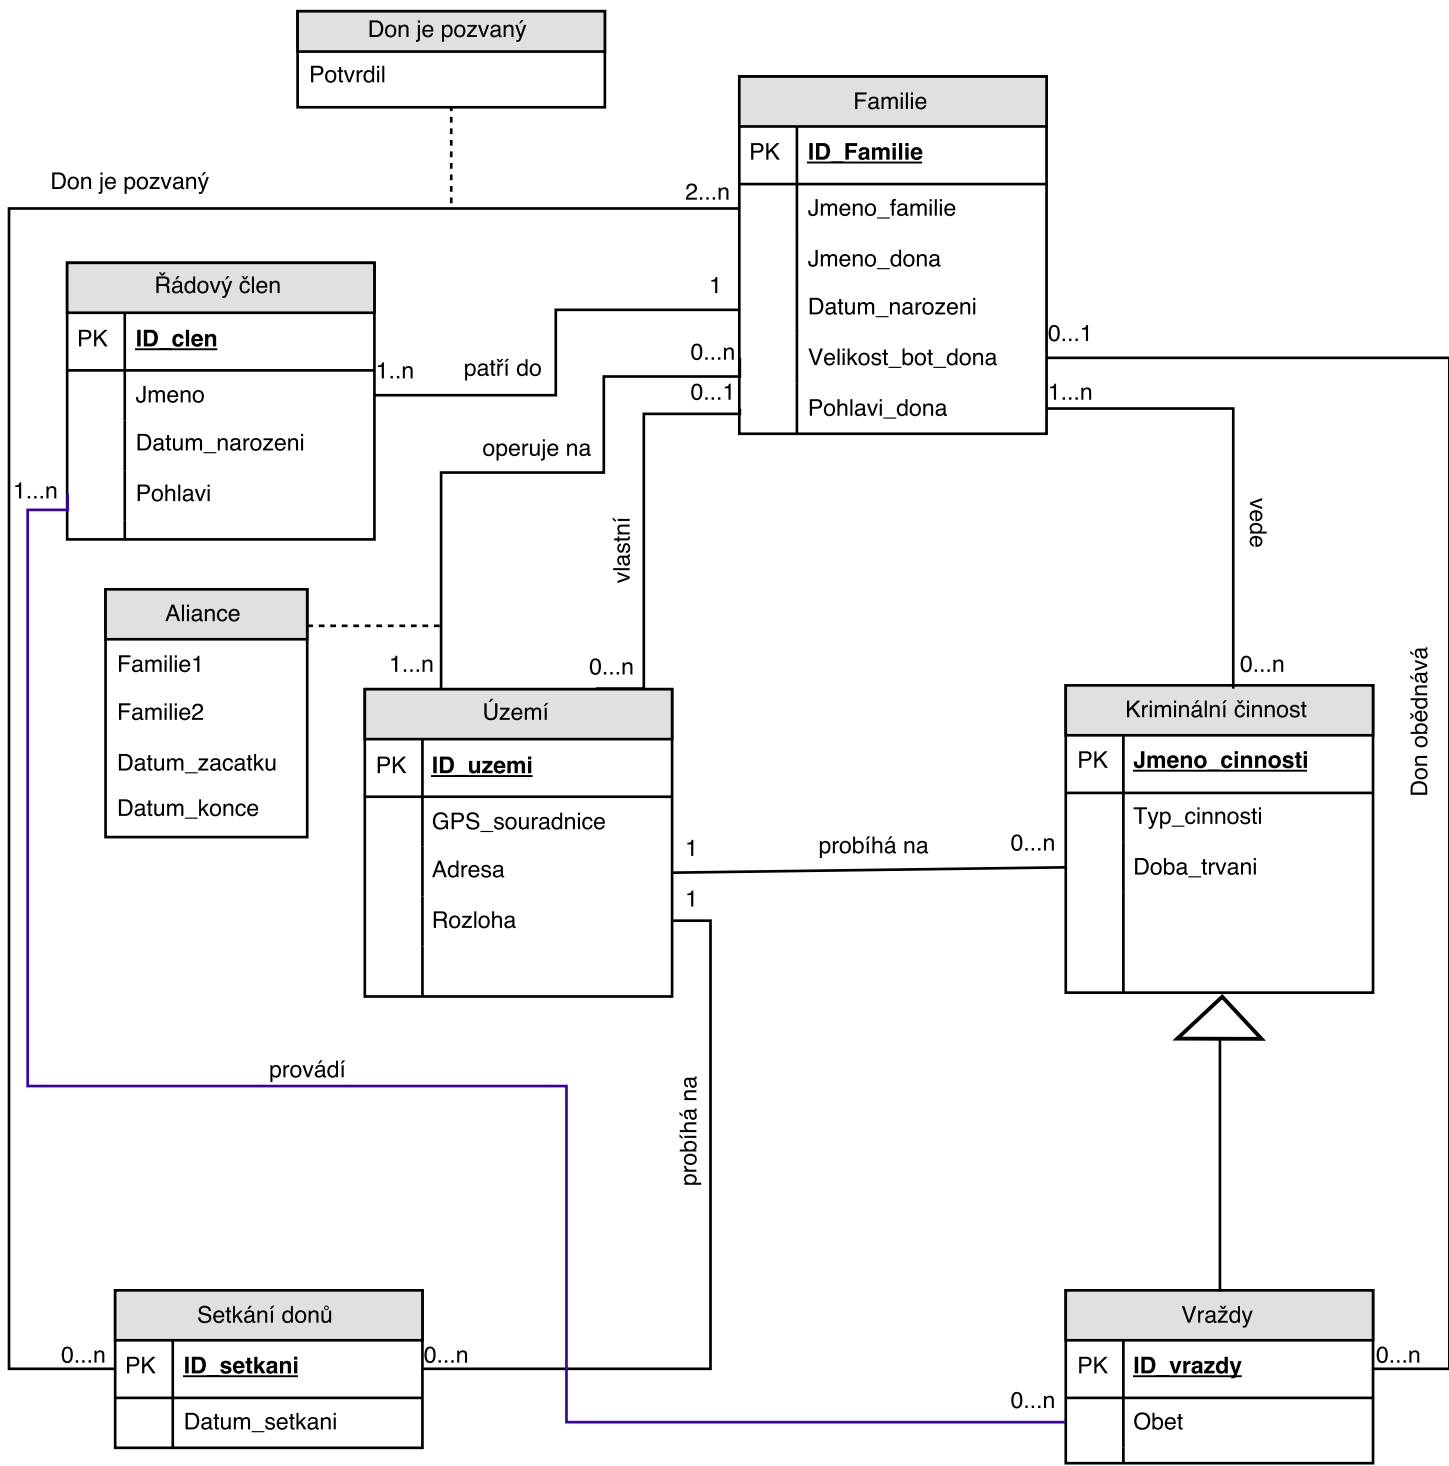 Don je pozvaný
Potvrdil
Familie
PK ID_Familie
Jmeno_familie
Jmeno_dona
Datum_narozeni
Velikost_bot_dona
Pohlavi_dona
Don je pozvaný
2...n
1
0...n
0...1
0...1
1...n
Řádový člen
PK ID_clen
Jmeno
Datum_narozeni
Pohlavi
1..n
patří do
operuje na
1...n
vlastní
vede
Aliance
Familie1
Familie2
Datum_zacatku
Datum_konce
1...n
0...n
0...n
Don obědnává
Území
PK ID_uzemi
GPS_souradnice
Adresa
Rozloha
Kriminální činnost
PK Jmeno_cinnosti
Typ_cinnosti
Doba_trvani
1
probíhá na
0...n
1
provádí
probíhá na
Setkání donů
PK ID_setkani
Datum_setkani
0...n
0...n
Vraždy
PK ID_vrazdy
Obet
0...n
0...n